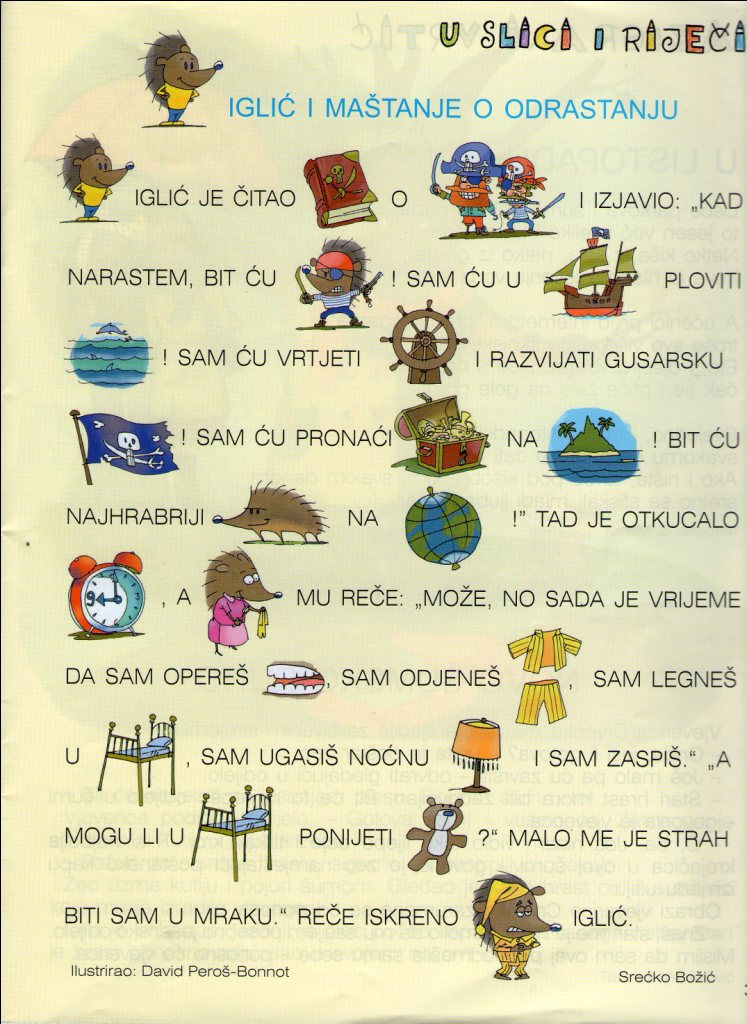 U SLICI I RIJEČI
IGLIĆ I MAŠTANJE O ODRASTANJU
IGLIĆ JE ČITAO O I IZJAVIO: „KAD
NARASTEM, BIT ĆU ! SAM ĆU U PLOVITI
! SAM ĆU VRTJETI I RAZVIJATI GUSARSKU
! SAM ĆU PRONAĆI NA ! BIT ĆU
NAJHRABRIJI NA !” TAD JE OTKUCALO
, A MU REČE: „MOŽE, NO SADA JE VRIJEME
DA SAM OPEREŠ , SAM ODJENEŠ , SAM LEGNEŠ
U , SAM UGASIŠ NOĆNU I SAM ZASPIŠ.“ „A
MOGU LI U PONIJETI ?“ MALO ME JE STRAH
BITI SAM U MRAKU.“ REČE ISKRENO IGLIĆ.
Ilustrirao: David Peroš-Bonnot
Srećko Božić